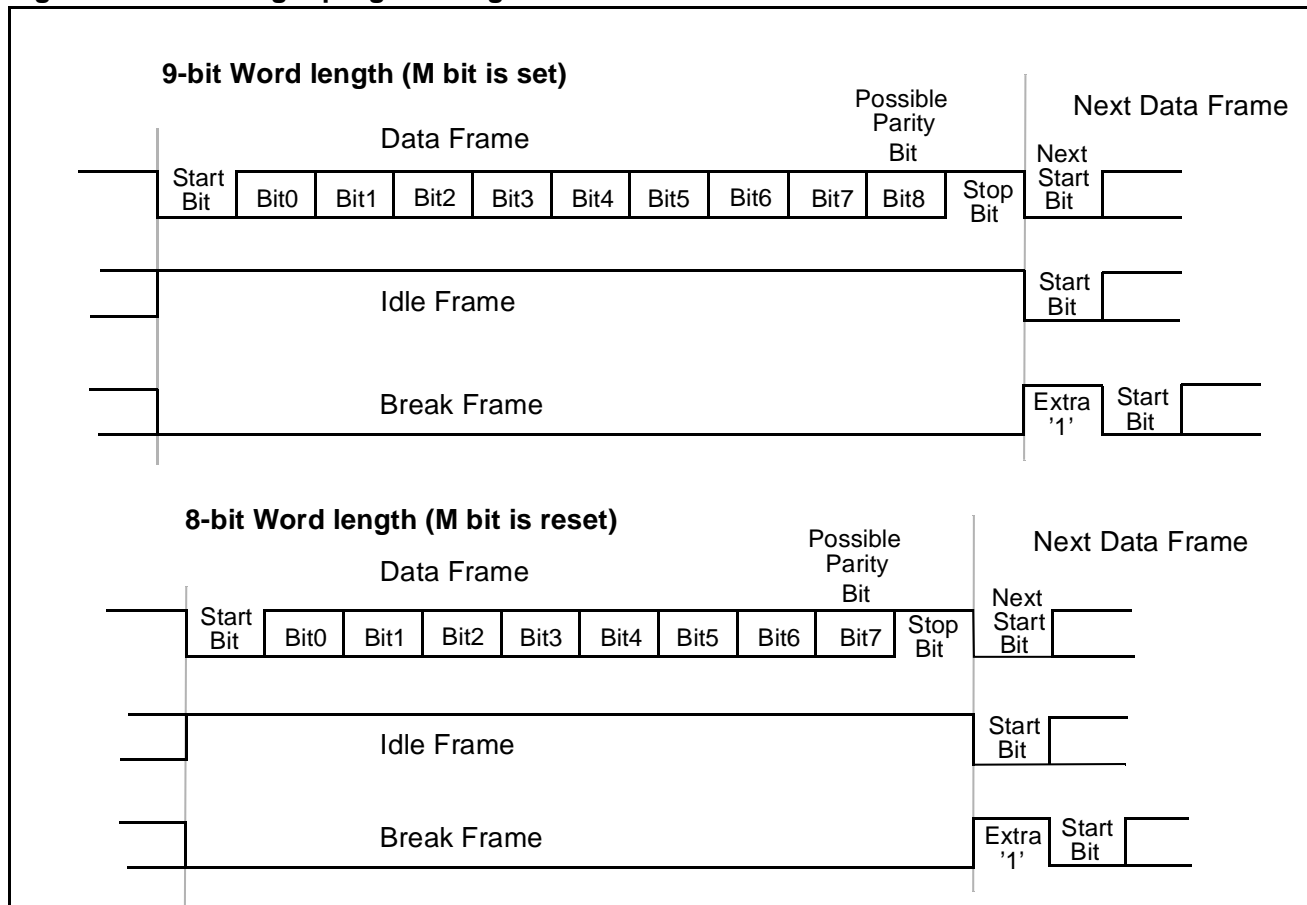 9-bit Word length (M bit is set)
Possible
Parity
Bit
Next Data Frame
Data Frame
Next
Start
Bit
Start
Bit
Bit0
Bit1
Bit2
Bit3
Bit4
Bit5
Bit6
Bit7
Bit8
Stop
Bit
Idle Frame
Start
Bit
Break Frame
Extra
'1'
Start
Bit
8-bit Word length (M bit is reset)
Possible
Parity
Bit
Next Data Frame
Data Frame
Next
Start
Bit
Start
Bit
Bit0
Bit1
Bit2
Bit3
Bit4
Bit5
Bit6
Bit7
Stop
Bit
Idle Frame
Start
Bit
Break Frame
Extra
'1'
Start
Bit